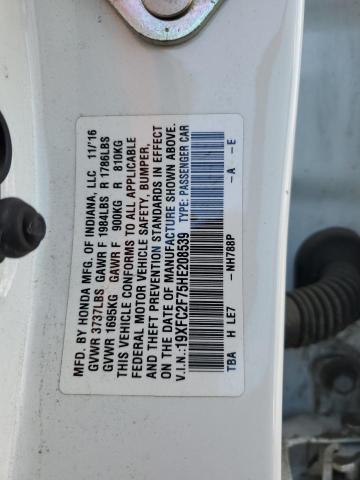 MFD. BY HONDA MFG. OF INDIANA, LLC 11/'16
GVWR 3737LBS GAWR F 1984LBS R 1786LBS
GVWR 1695KG GAWR F 900KG R 810KG
THIS VEHICLE CONFORMS TO ALL APPLICABLE
FEDERAL MOTOR VEHICLE SAFETY, BUMPER,
AND THEFT PREVENTION STANDARDS IN EFFECT
ON THE DATE OF MANUFACTURE SHOWN ABOVE.
V.I.N.:19XFC2F75HE208539 TYPE: PASSENGER CAR
TBA H LE7 -NH788P -A -E